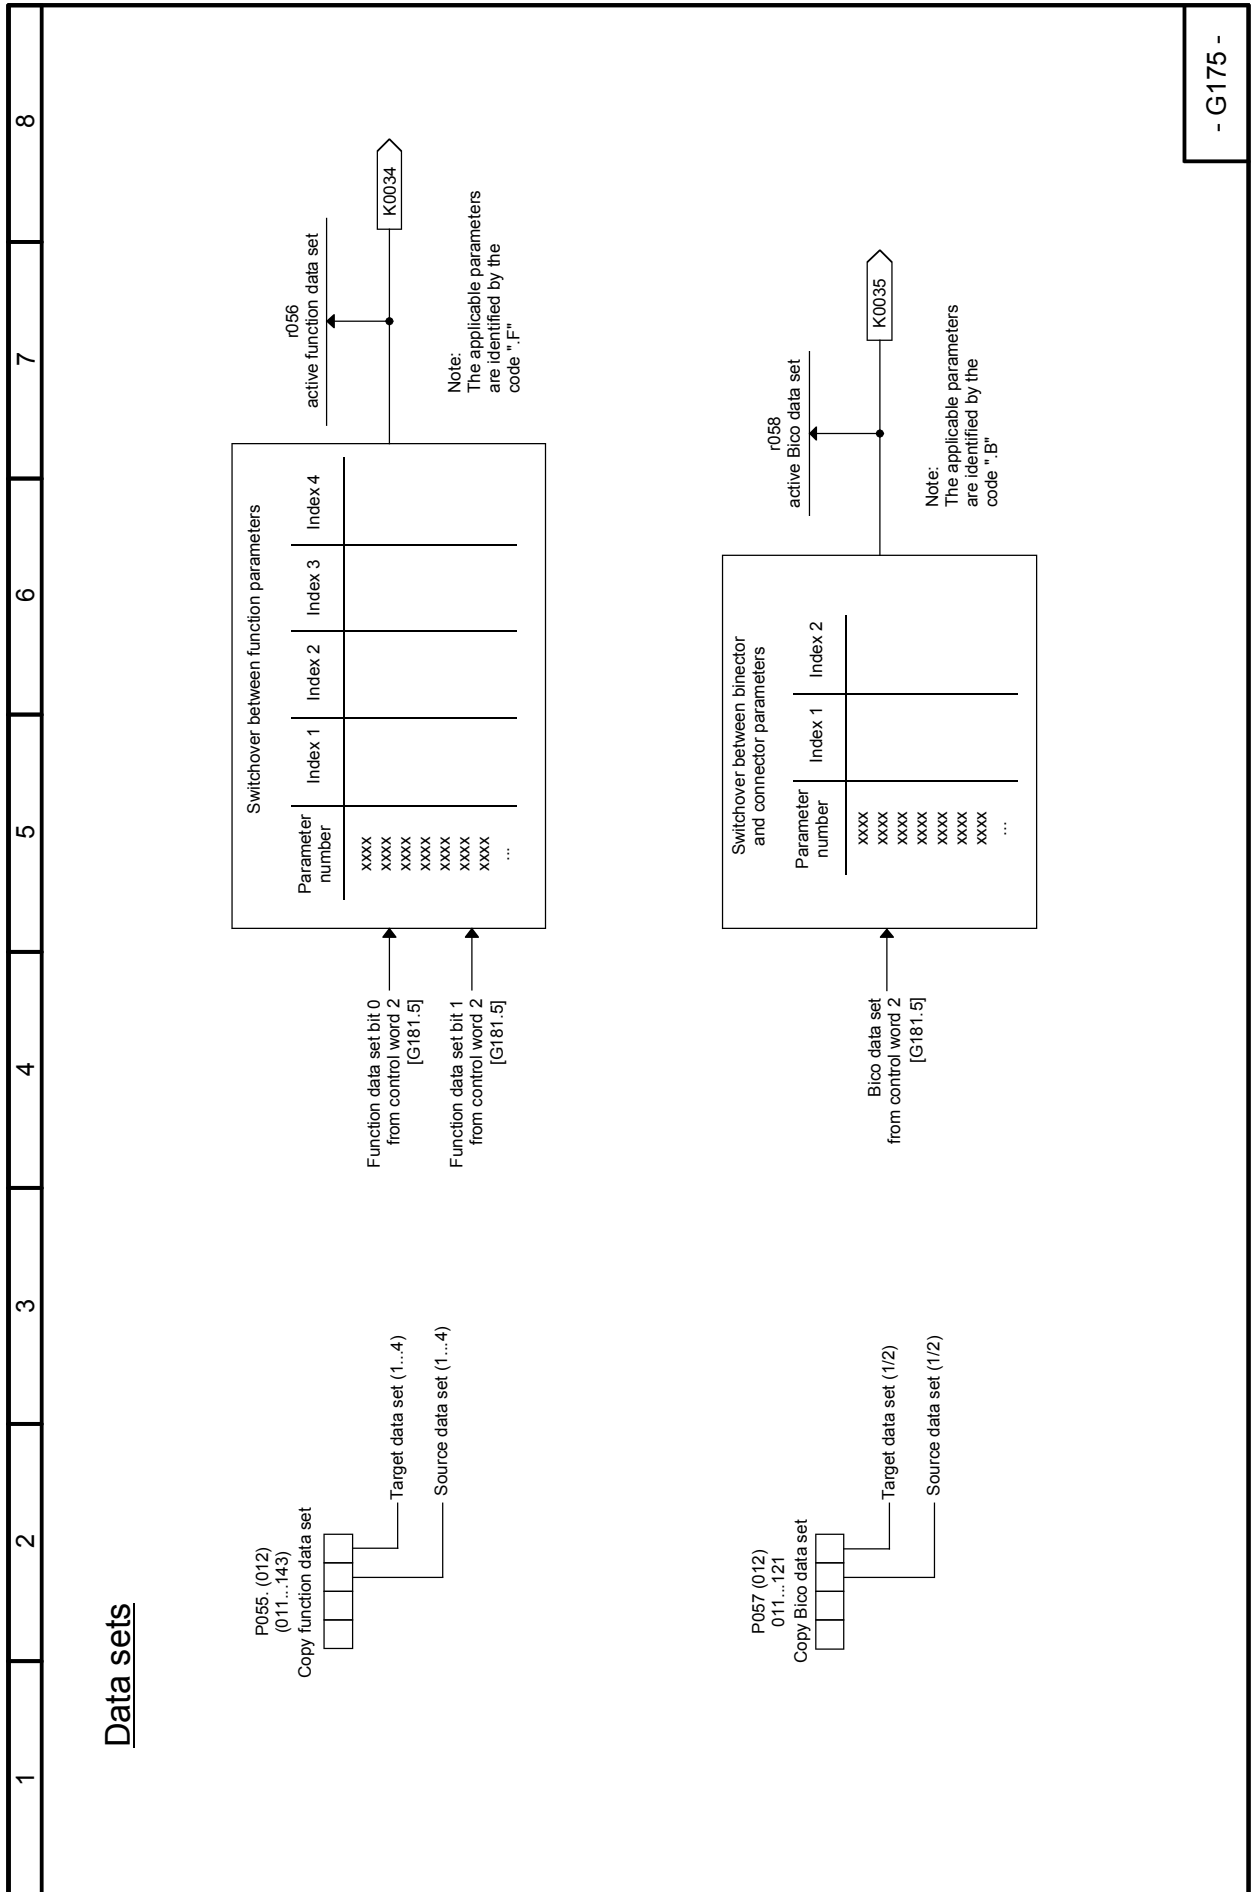 1
2
3
4
5
6
7
8
Data sets
P055. (012)
(011...143)
Copy function data set
Target data set (1...4)
Source data set (1...4)
Function data set bit 0
from control word 2
[G181.5]
Function data set bit 1
from control word 2
[G181.5]
Switchover between function parameters
Parameter
number
Index 1
Index 2
Index 3
Index 4
xxxx
xxxx
xxxx
xxxx
xxxx
xxxx
xxxx
...
r056
active function data set
K0034
Note:
The applicable parameters
are identified by the
code ".F"
P057 (012)
011...121
Copy Bico data set
Target data set (1/2)
Source data set (1/2)
Bico data set
from control word 2
[G181.5]
Switchover between binector
and connector parameters
Parameter
number
Index 1
Index 2
xxxx
xxxx
xxxx
xxxx
xxxx
xxxx
xxxx
...
r058
active Bico data set
K0035
Note:
The applicable parameters
are identified by the
code ".B"
- G175 -